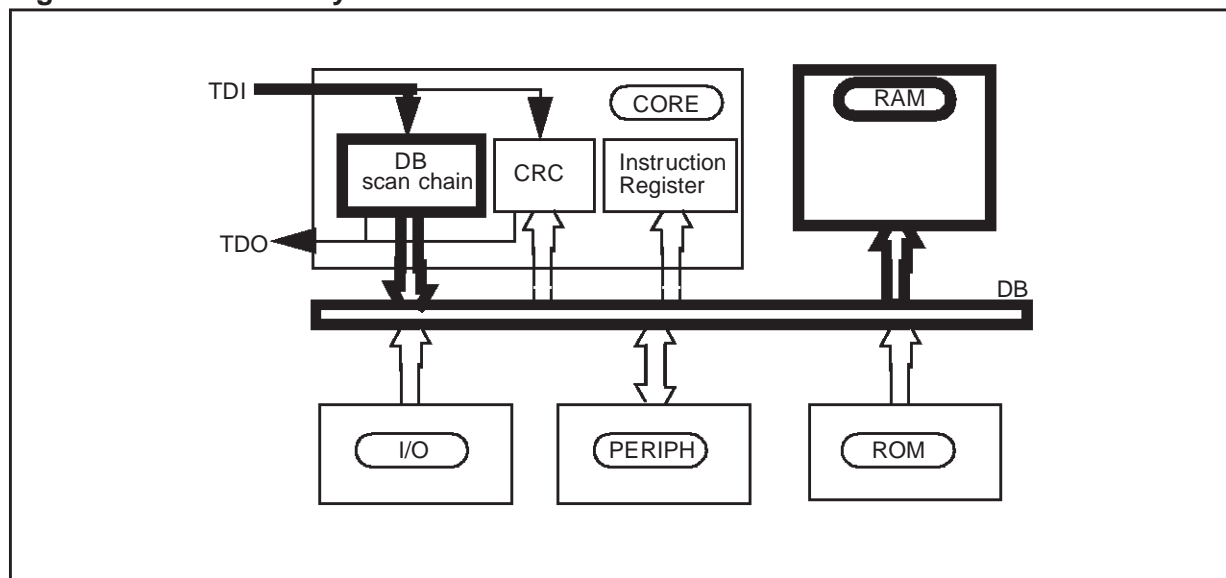 TDI
CORE
RAM
DB
scan chain
CRC
Instruction
Register
TDO
DB
I/O
PERIPH
ROM